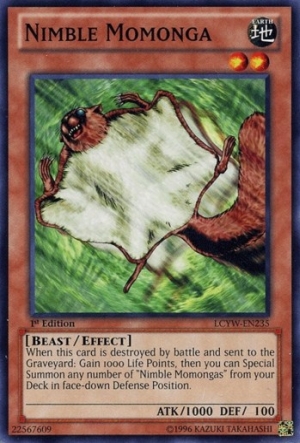 NIMBLE MOMONGA
EARTH
地
1st Edition
LCYW-EN235
[BEAST / EFFECT]
When this card is destroyed by battle and sent to the
Graveyard: Gain 1000 Life Points, then you can Special
Summon any number of "Nimble Momongas" from your
Deck in face-down Defense Position.
ATK/1000 DEF/ 100
22567609
©1996 KAZUKI TAKAHASHI